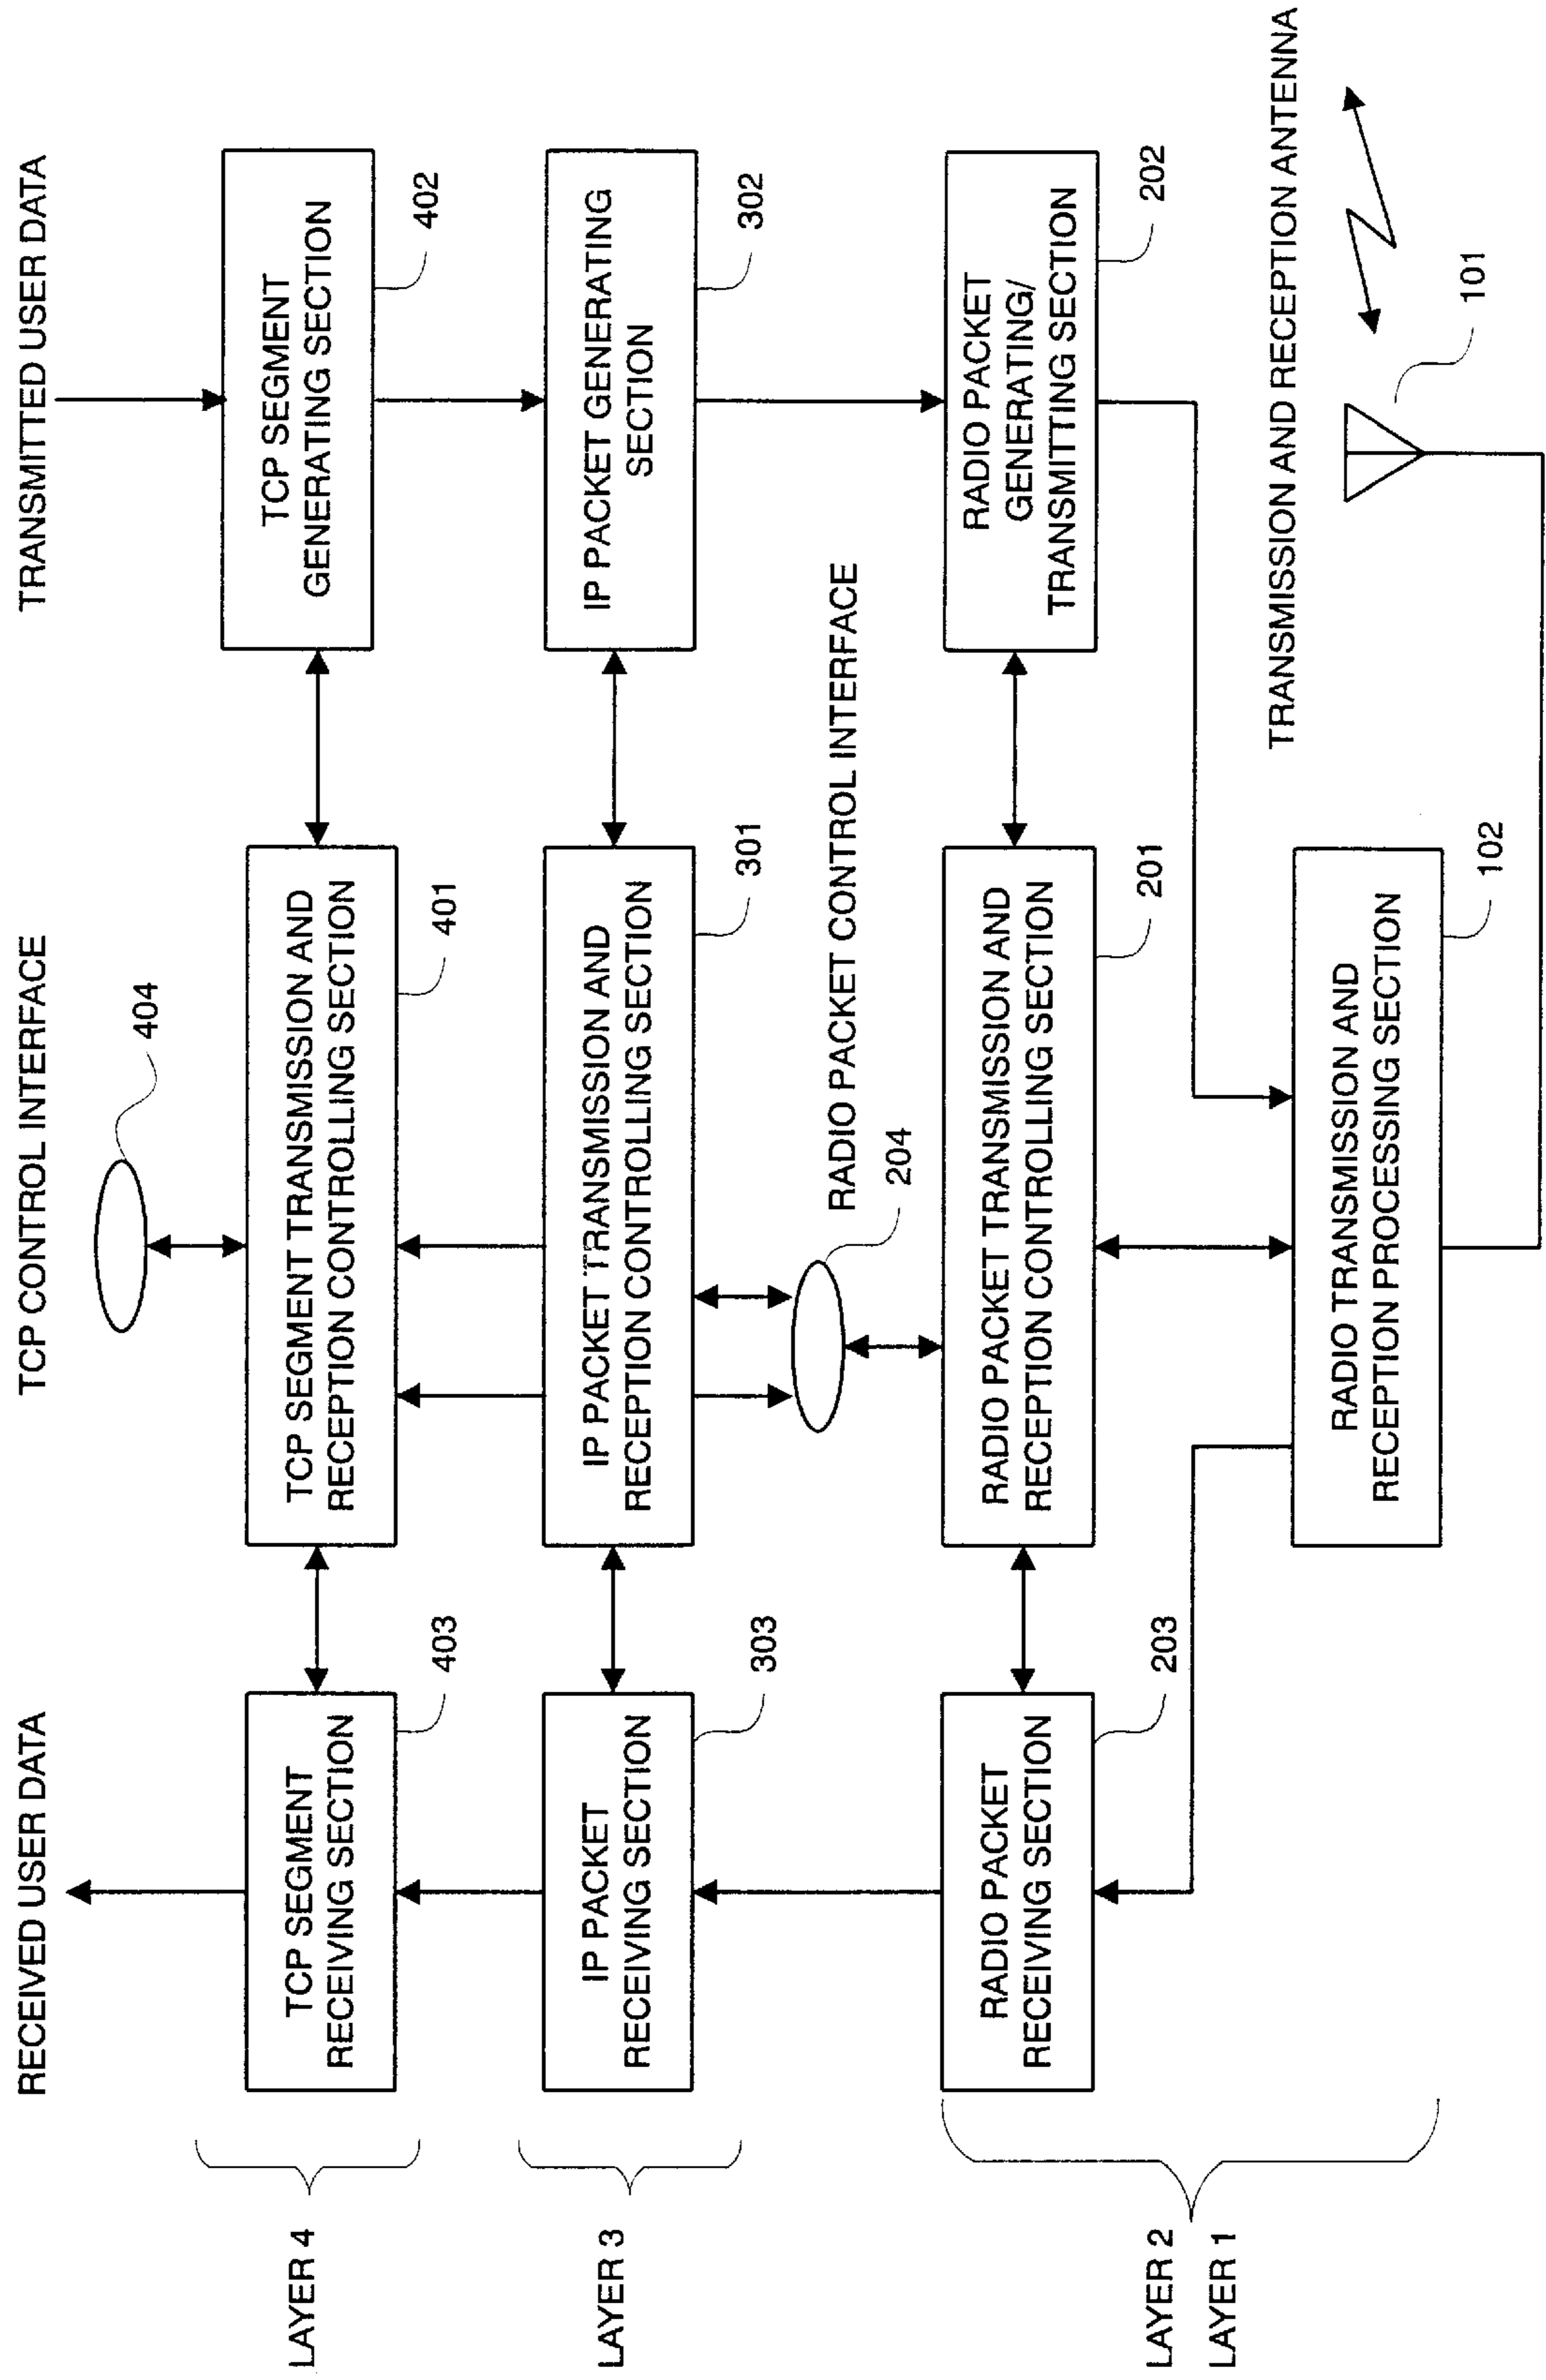 RECEIVED USER DATA
TCP CONTROL INTERFACE
TRANSMITTED USER DATA
404
LAYER 4
TCP SEGMENT
RECEIVING SECTION
403
TCP SEGMENT TRANSMISSION AND
RECEPTION CONTROLLING SECTION
401
TCP SEGMENT
GENERATING SECTION
402
LAYER 3
IP PACKET
RECEIVING SECTION
303
IP PACKET TRANSMISSION AND
RECEPTION CONTROLLING SECTION
301
IP PACKET GENERATING
SECTION
302
RADIO PACKET CONTROL INTERFACE
204
LAYER 2
LAYER 1
RADIO PACKET
RECEIVING SECTION
203
RADIO PACKET TRANSMISSION AND
RECEPTION CONTROLLING SECTION
201
RADIO PACKET
GENERATING/
TRANSMITTING SECTION
202
RADIO TRANSMISSION AND
RECEPTION PROCESSING SECTION
102
TRANSMISSION AND RECEPTION ANTENNA
101